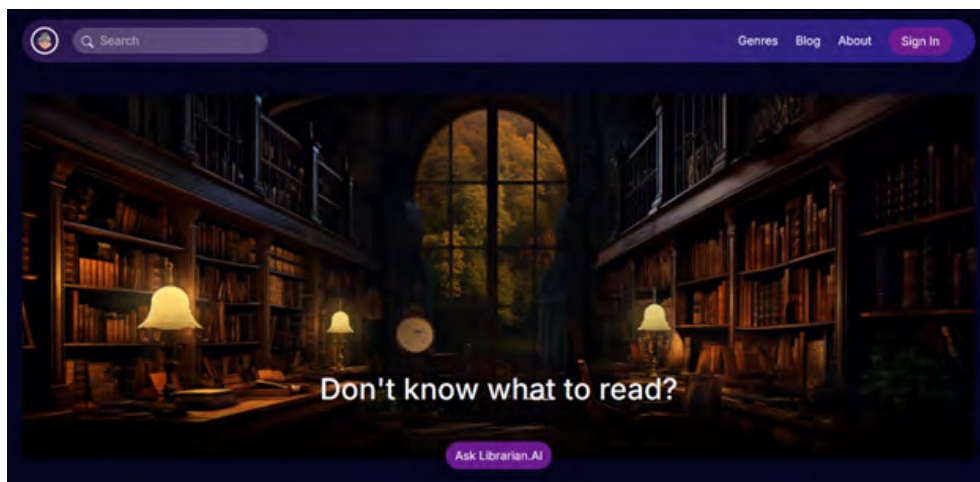 Search
Genres Blog About Sign In
Don't know what to read?
Ask Librarian.AI